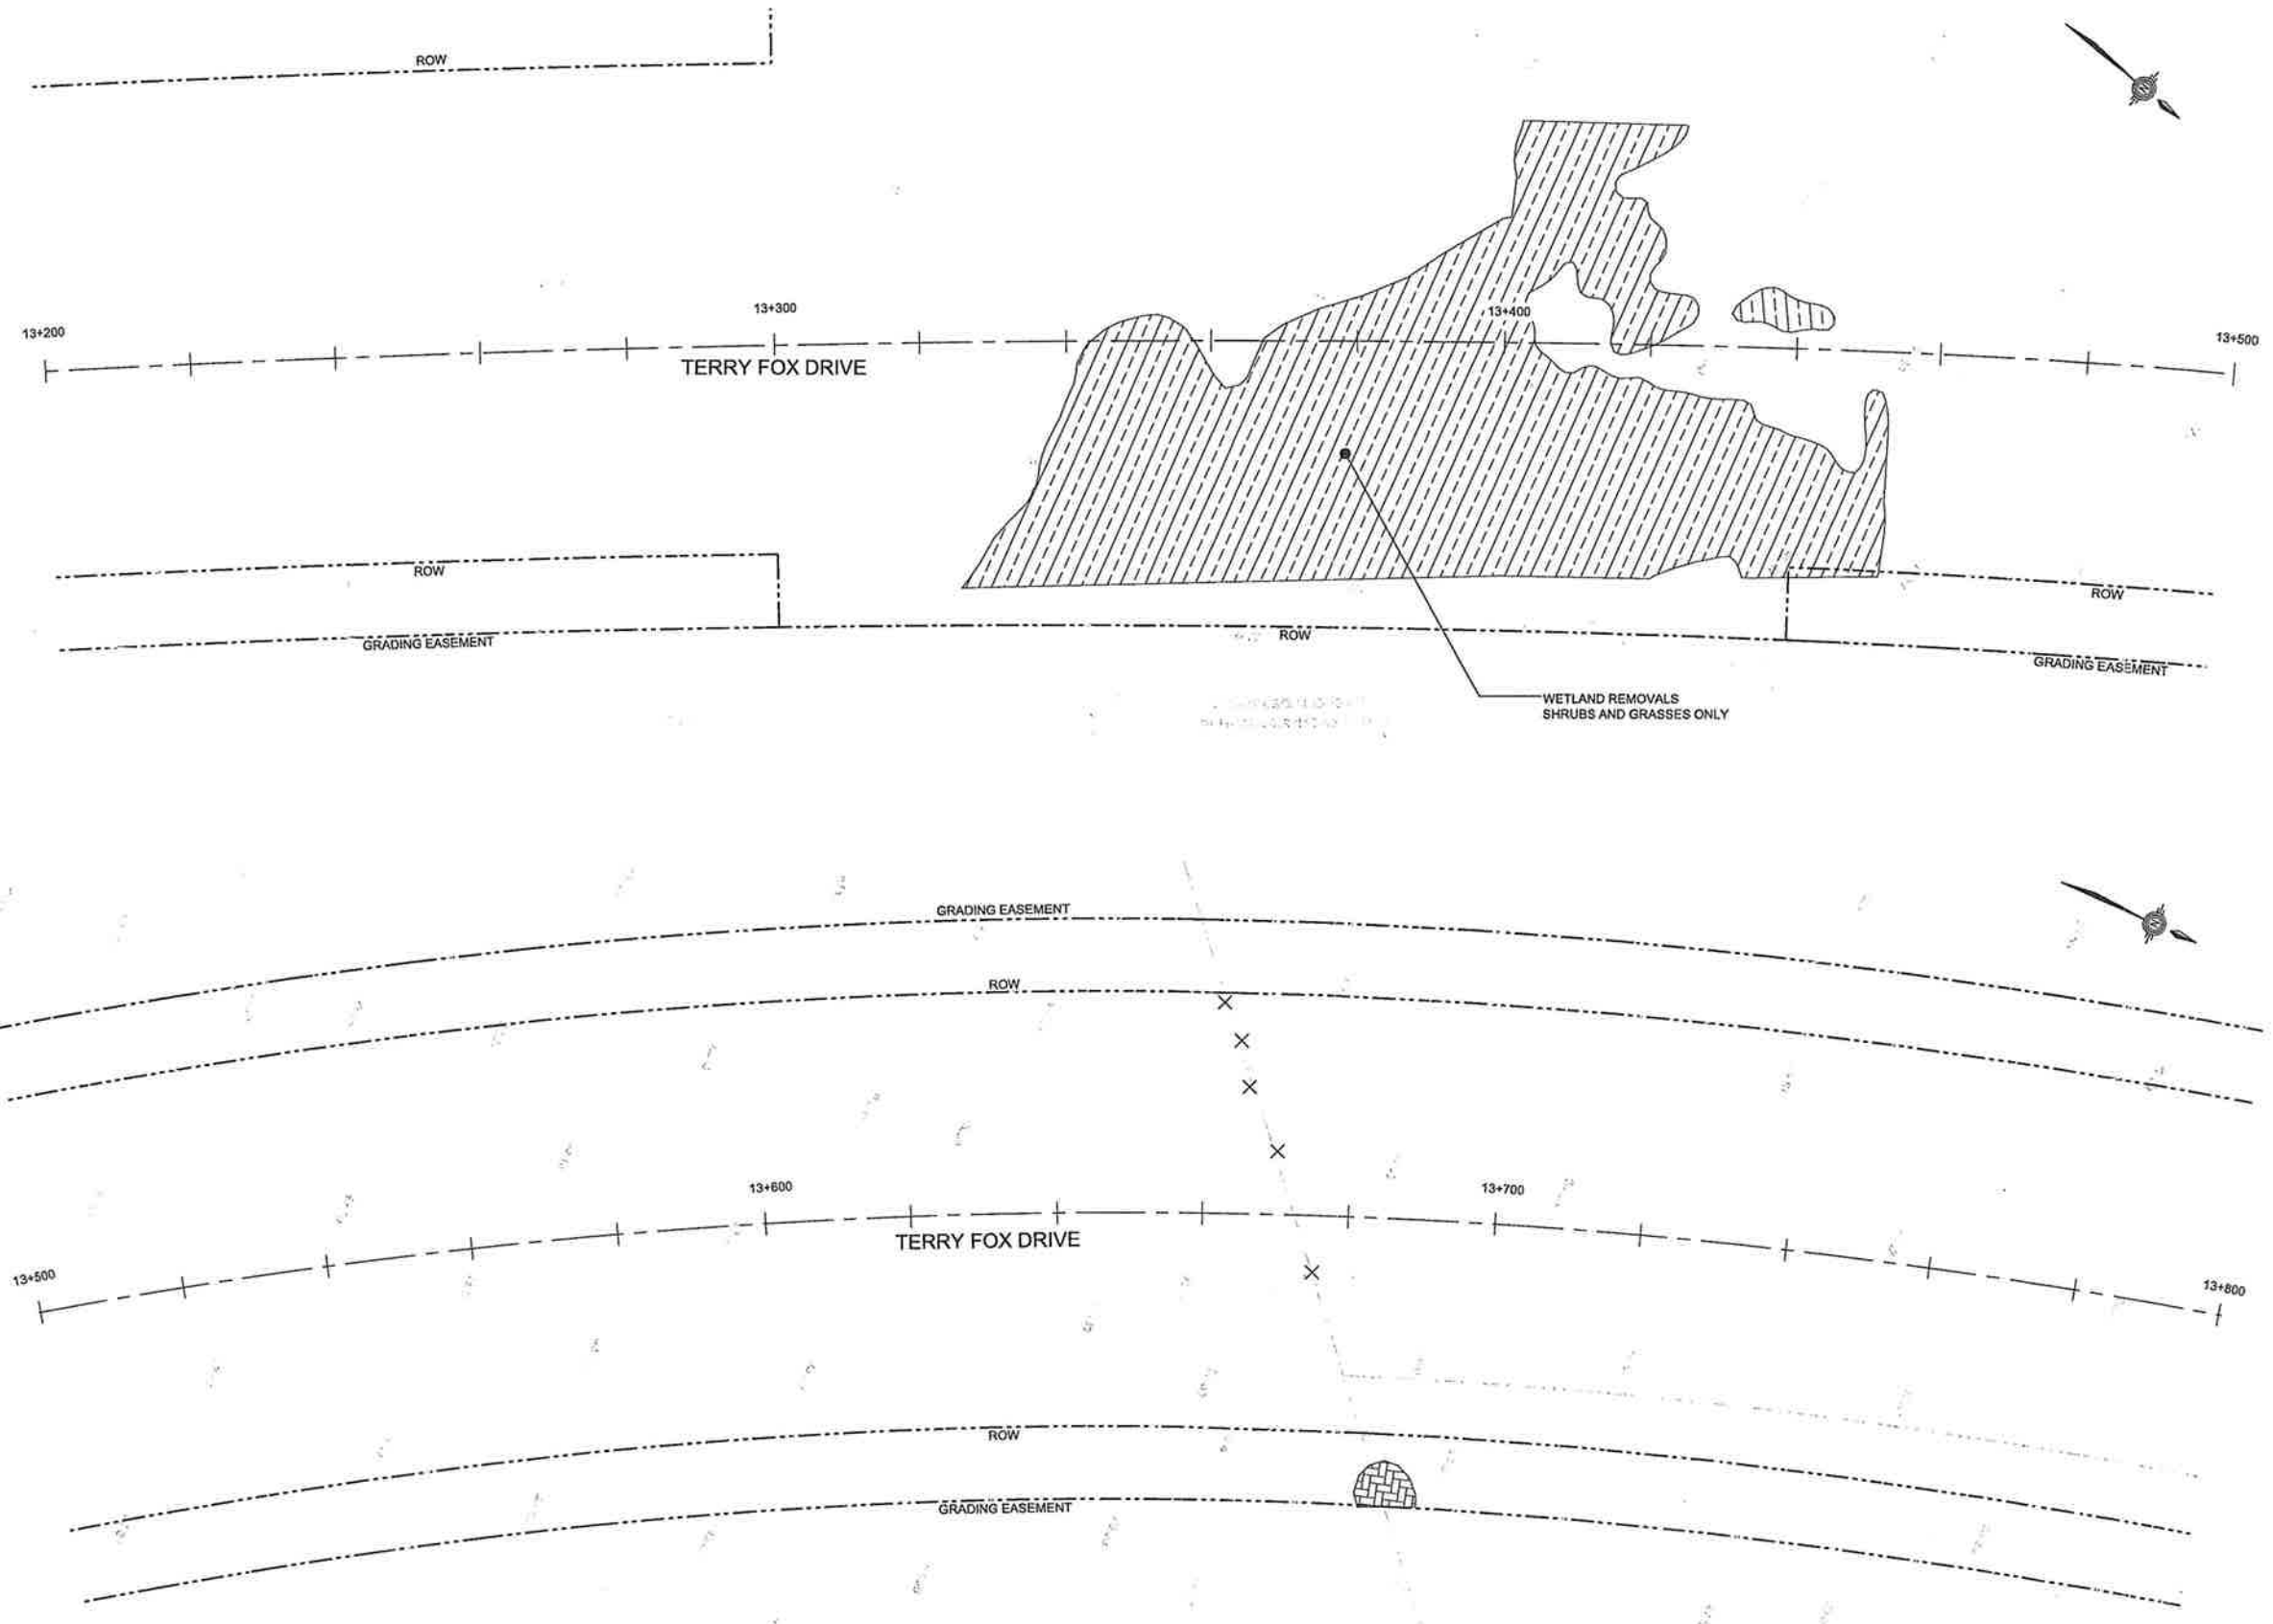 ROW
13+200
13+300
13+400
13+500
TERRY FOX DRIVE
ROW
ROW
GRADING EASEMENT
ROW
GRADING EASEMENT
WETLAND REMOVALS
SHRUBS AND GRASSES ONLY
GRADING EASEMENT
ROW
13+500
13+600
13+700
13+800
TERRY FOX DRIVE
ROW
GRADING EASEMENT